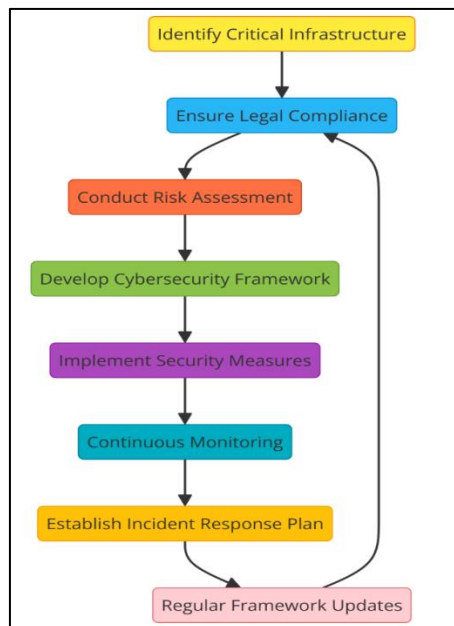 Identify Critical Infrastructure
Ensure Legal Compliance
Conduct Risk Assessment
Develop Cybersecurity Framework
Implement Security Measures
Continuous Monitoring
Establish Incident Response Plan
Regular Framework Updates